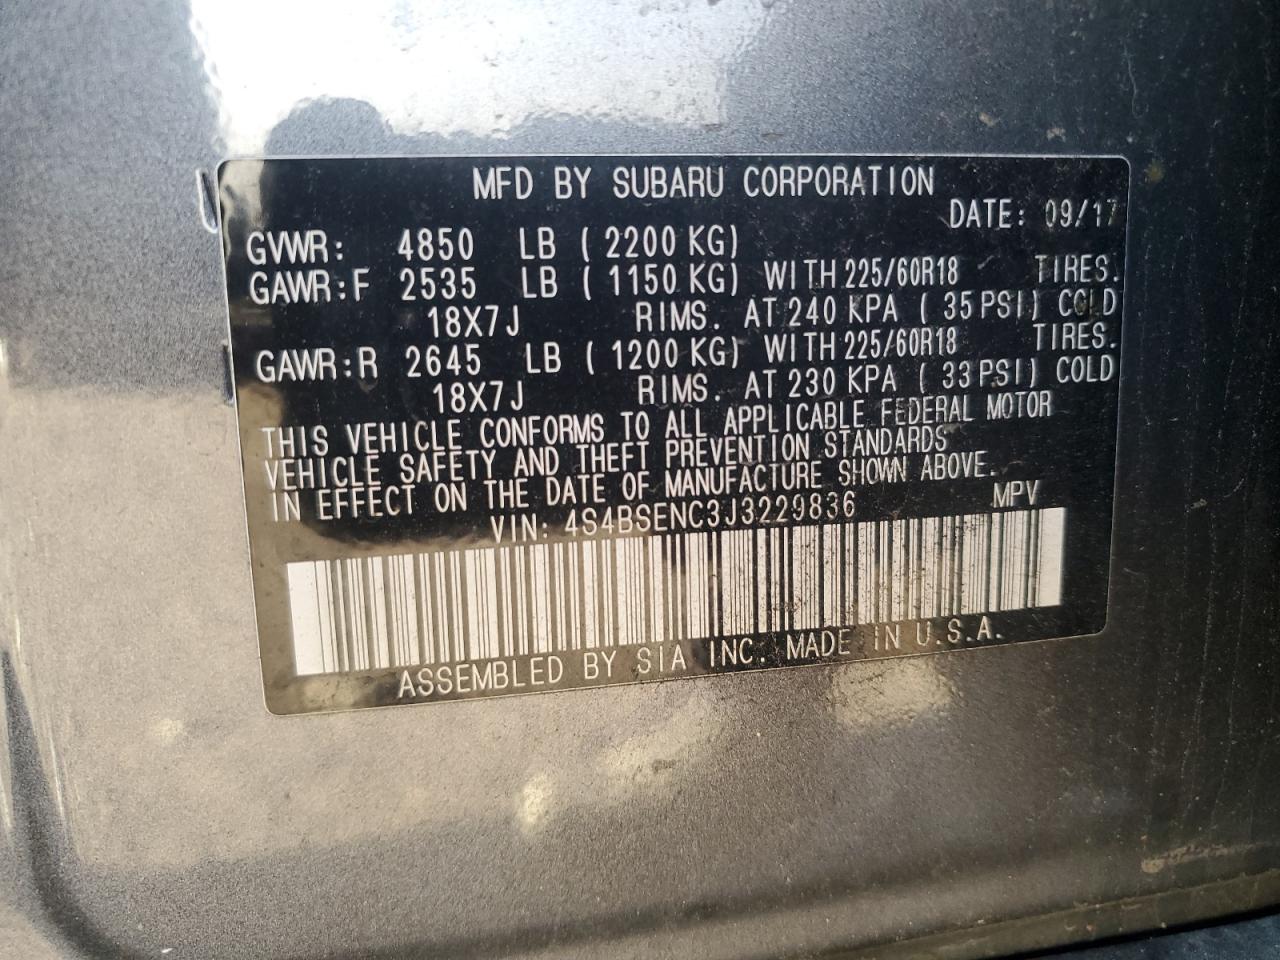 MFD BY SUBARU CORPORATION
DATE: 09/17
GVWR: 4850 LB ( 2200 KG)
GAWR:F 2535 LB ( 1150 KG) WITH 225/60R18 TIRES.
18X7J RIMS. AT 240 KPA ( 35 PSI) COLD
GAWR:R 2645 LB ( 1200 KG) WITH 225/60R18 TIRES.
18X7J RIMS. AT 230 KPA ( 33 PSI) COLD
THIS VEHICLE CONFORMS TO ALL APPLICABLE FEDERAL MOTOR
VEHICLE SAFETY AND THEFT PREVENTION STANDARDS
IN EFFECT ON THE DATE OF MANUFACTURE SHOWN ABOVE.
VIN: 4S4BSENC3J3229836 MPV
ASSEMBLED BY SIA INC. MADE IN U.S.A.